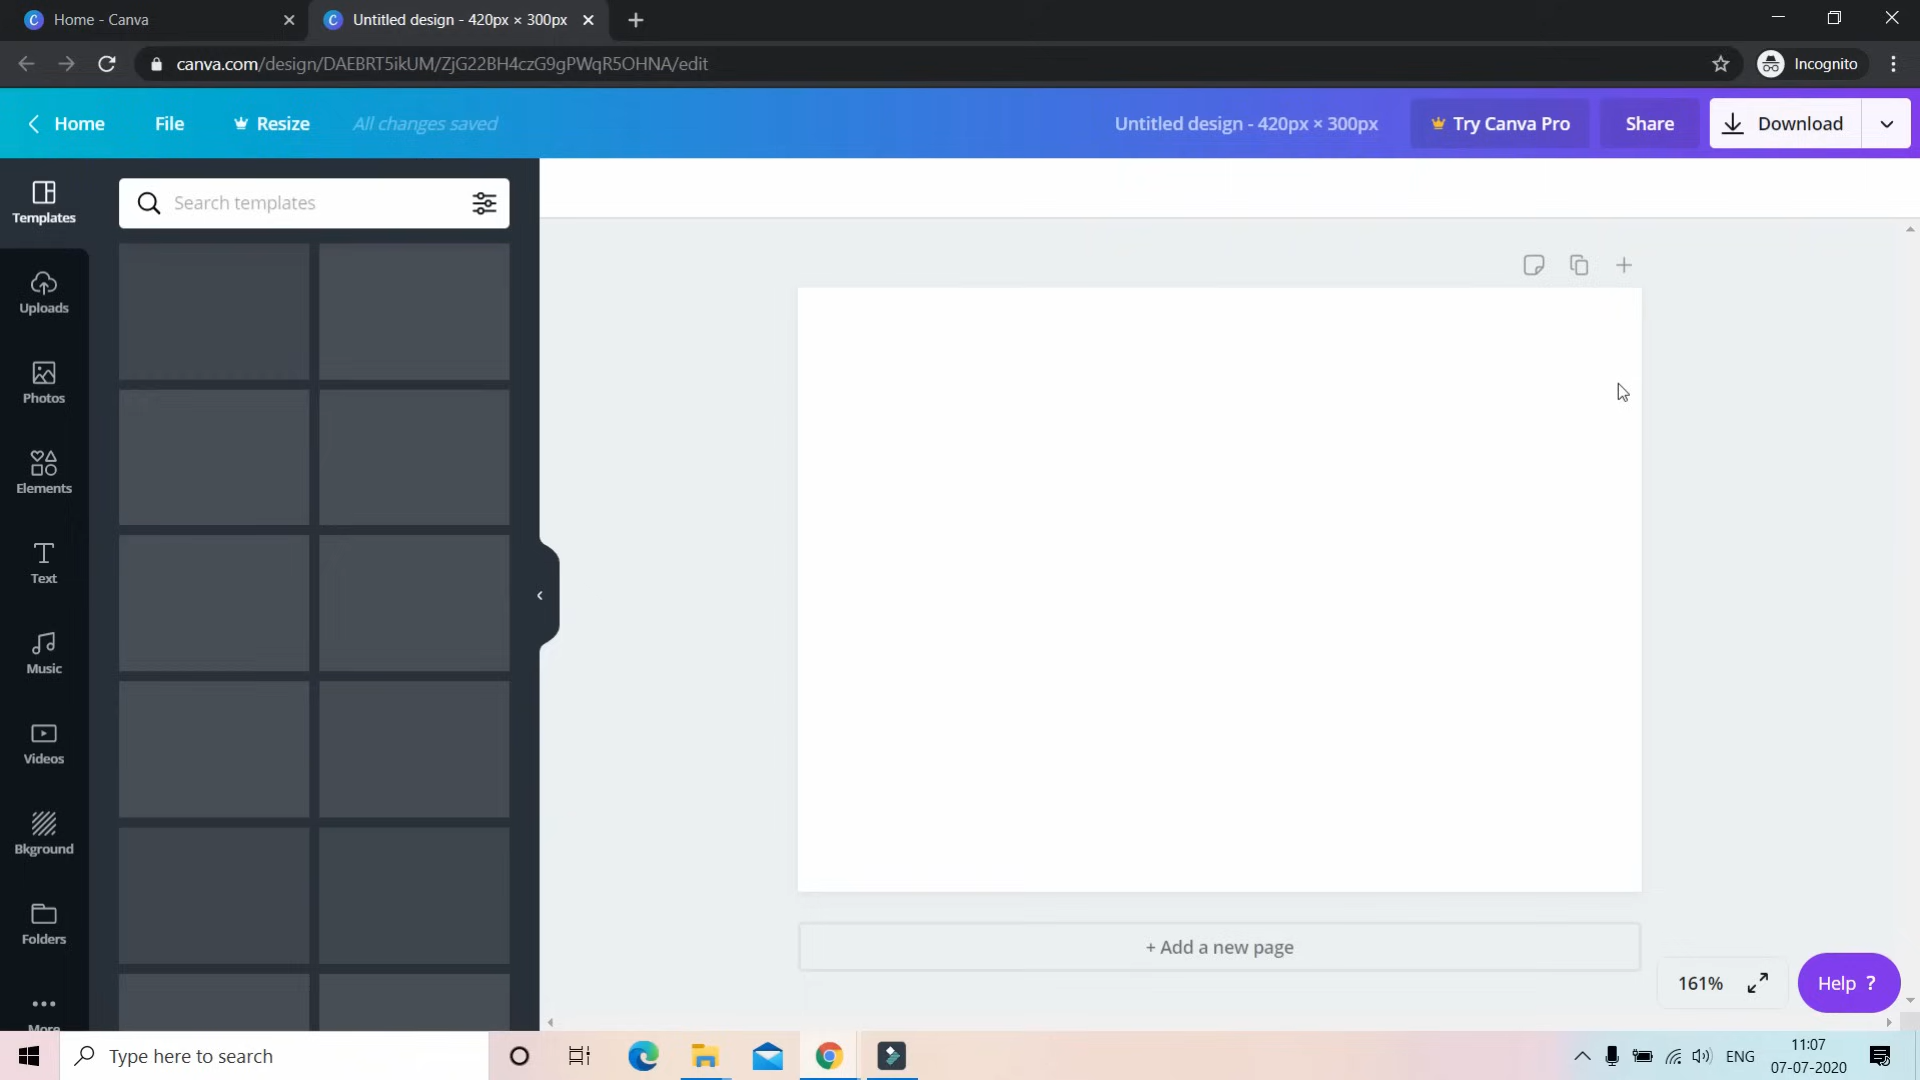 Home - Canva
Untitled design - 420px × 300px
canva.com/design/DAEBRT5ikUM/ZjG22BH4czG9gPWqR5OHNA/edit
Incognito
Home
File
Resize
All changes saved
Untitled design - 420px × 300px
Try Canva Pro
Share
Download
Templates
Search templates
Uploads
Photos
Elements
Text
Music
Videos
Bkground
Folders
More
+ Add a new page
161%
Help ?
Type here to search
ENG
11:07
07-07-2020